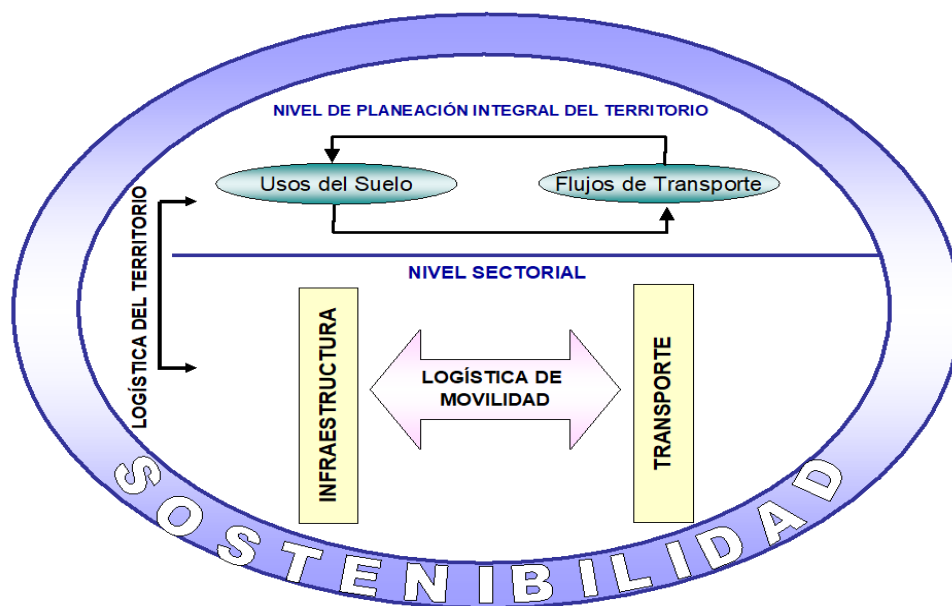 NIVEL DE PLANEACIÓN INTEGRAL DEL TERRITORIO
Usos del Suelo
Flujos de Transporte
LOGÍSTICA DEL TERRITORIO
NIVEL SECTORIAL
INFRAESTRUCTURA
LOGÍSTICA DE
MOVILIDAD
TRANSPORTE
SOSTENIBILIDAD